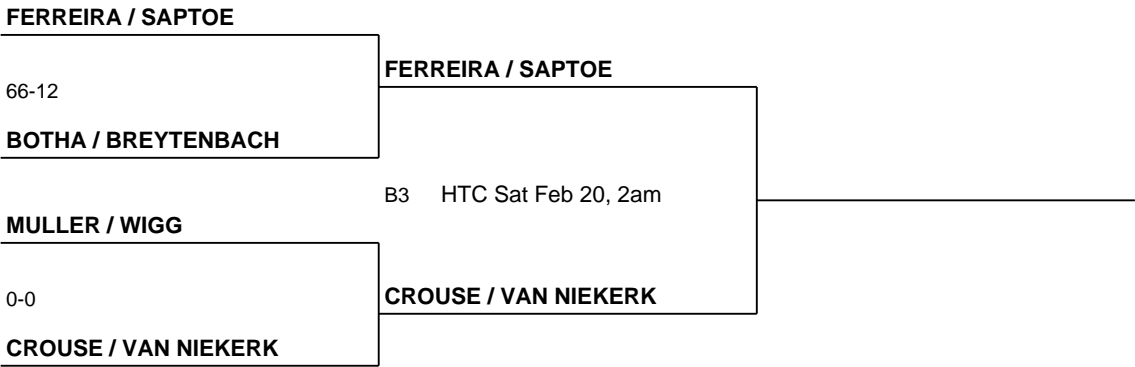 FERREIRA / SAPTOE
66-12
BOTHA / BREYTENBACH
MULLER / WIGG
0-0
CROUSE / VAN NIEKERK
FERREIRA / SAPTOE
B3 HTC Sat Feb 20, 2am
CROUSE / VAN NIEKERK